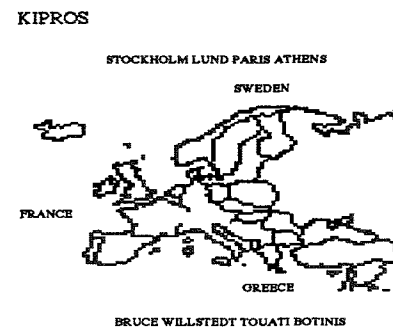 KIPROS
STOCKHOLM LUND PARIS ATHENS
SWEDEN
FRANCE
GREECE
BRUCE WILLSTEDT TOUATI BOTINIS